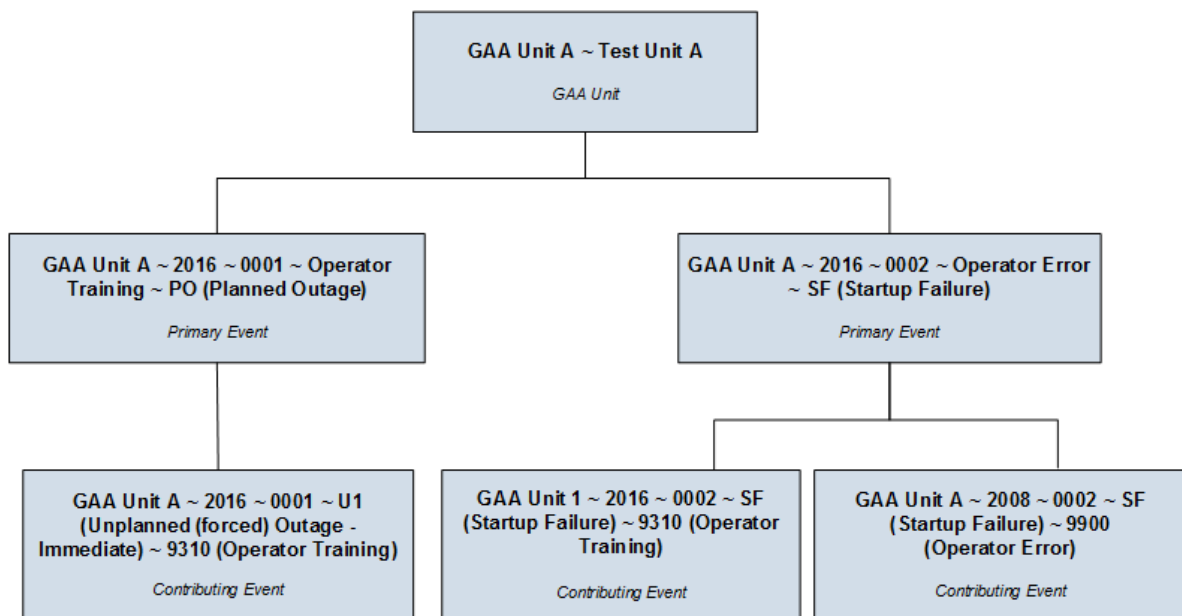 GAA Unit A ~ Test Unit A
GAA Unit
GAA Unit A ~ 2016 ~ 0001 ~ Operator
Training ~ PO (Planned Outage)
Primary Event
GAA Unit A ~ 2016 ~ 0002 ~ Operator Error
~ SF (Startup Failure)
Primary Event
GAA Unit A ~ 2016 ~ 0001 ~ U1
(Unplanned (forced) Outage -
Immediate) ~ 9310 (Operator Training)
Contributing Event
GAA Unit 1 ~ 2016 ~ 0002 ~ SF
(Startup Failure) ~ 9310 (Operator
Training)
Contributing Event
GAA Unit A ~ 2008 ~ 0002 ~ SF
(Startup Failure) ~ 9900
(Operator Error)
Contributing Event